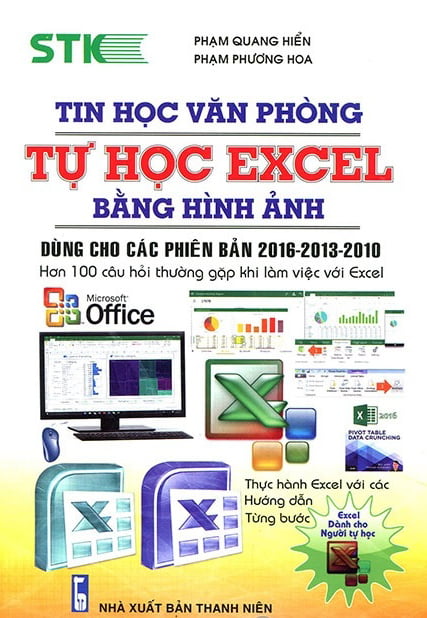 STK
PHẠM QUANG HIỂN
PHẠM PHƯƠNG HOA
TIN HỌC VĂN PHÒNG
TỰ HỌC EXCEL
BẰNG HÌNH ẢNH
DÙNG CHO CÁC PHIÊN BẢN 2016-2013-2010
Hơn 100 câu hỏi thường gặp khi làm việc với Excel
Microsoft
Office
2016
PIVOT TABLE
DATA CRUNCHING
Thực hành Excel với các
Hướng dẫn
Từng bước
Excel
Dành cho
Người tự học
NHÀ XUẤT BẢN THANH NIÊN